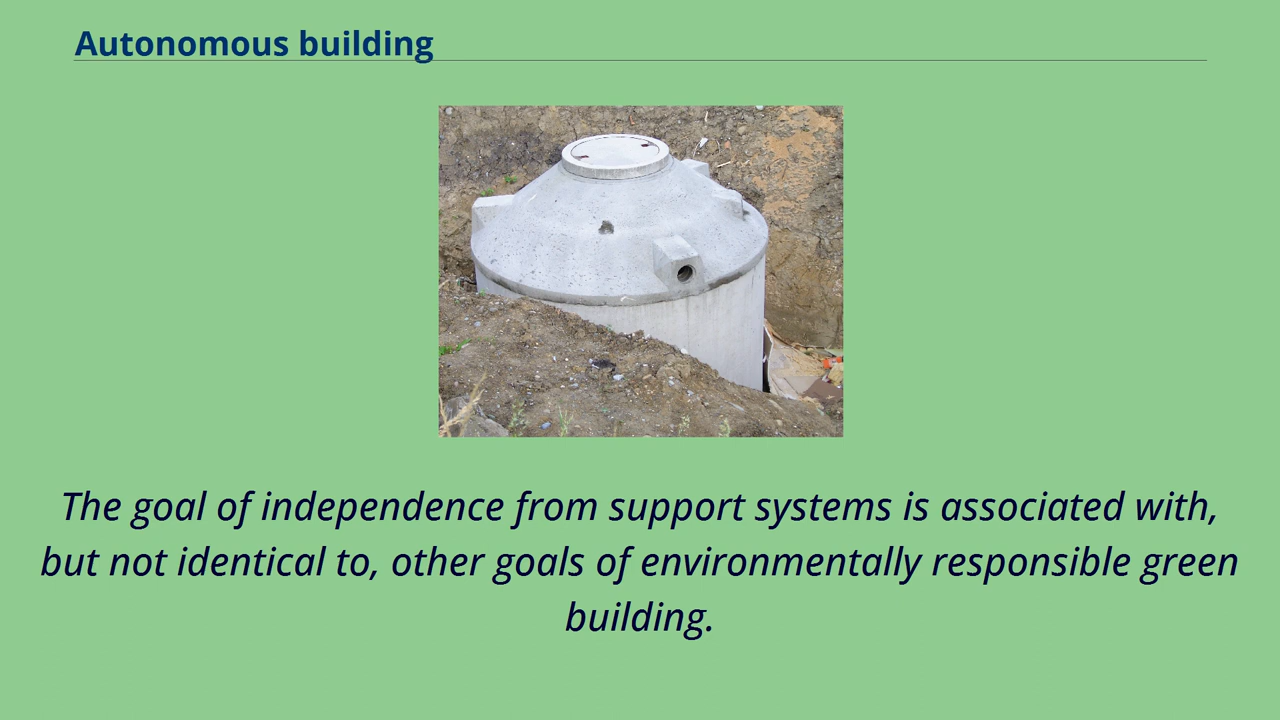 Autonomous building
The goal of independence from support systems is associated with,
but not identical to, other goals of environmentally responsible green
building.